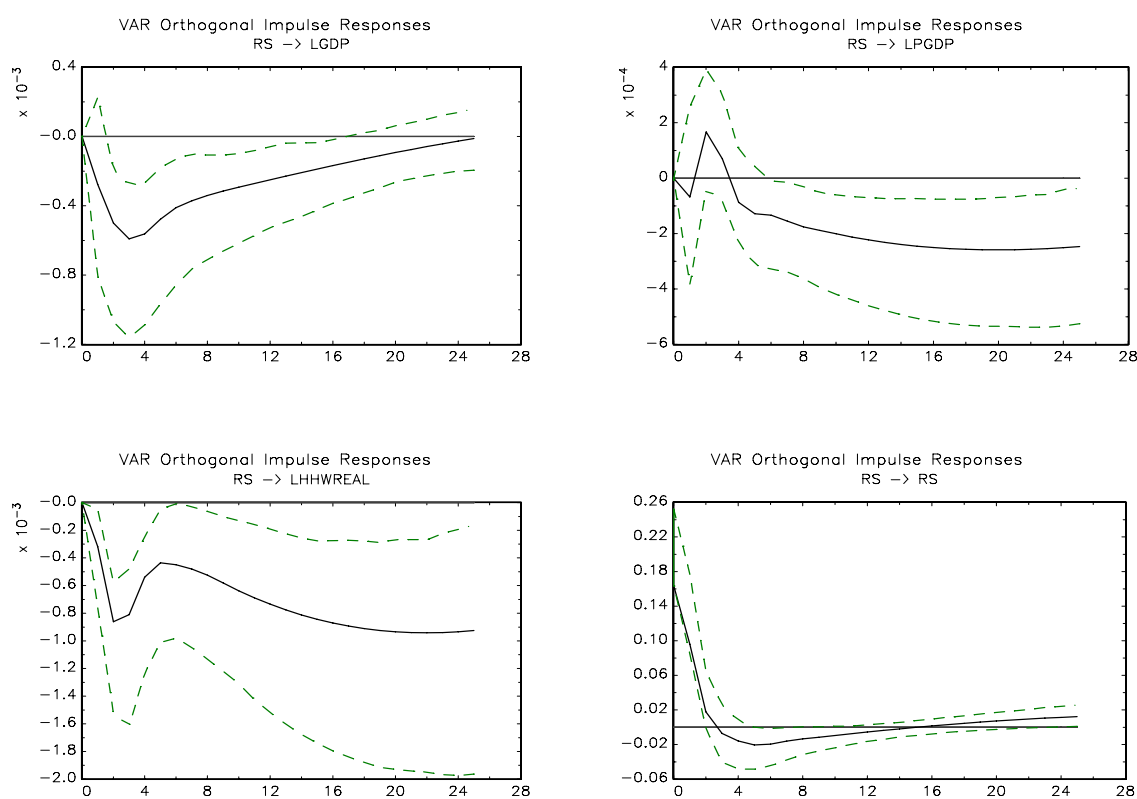 VAR Orthogonal Impulse Responses
RS -> LGDP
x 10⁻³
0.4
-0.0
-0.4
-0.8
-1.2
0 4 8 12 16 20 24 28
VAR Orthogonal Impulse Responses
RS -> LPGDP
x 10⁻⁴
4
2
0
-2
-4
-6
0 4 8 12 16 20 24 28
VAR Orthogonal Impulse Responses
RS -> LHHWREAL
x 10⁻³
-0.0
-0.2
-0.4
-0.6
-0.8
-1.0
-1.2
-1.4
-1.6
-1.8
-2.0
0 4 8 12 16 20 24 28
VAR Orthogonal Impulse Responses
RS -> RS
0.26
0.22
0.18
0.14
0.10
0.06
0.02
-0.02
-0.06
0 4 8 12 16 20 24 28